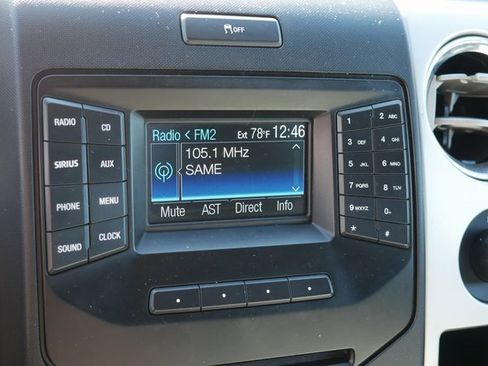 OFF
RADIO
CD
SIRIUS
AUX
PHONE
MENU
SOUND
CLOCK
Radio < FM2 Ext 78°F 12:46
105.1 MHz
SAME
Mute AST Direct Info
1 2 ABC
3 DEF 4 GHI
5 JKL 6 MNO
7 PQRS 8 TUV
9 WXYZ 0+
* #